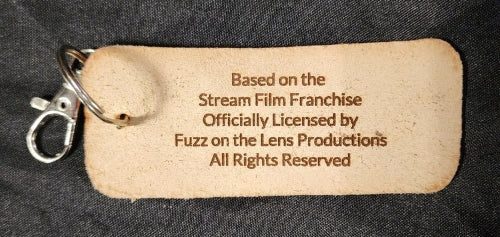 Based on the
Stream Film Franchise
Officially Licensed by
Fuzz on the Lens Productions
All Rights Reserved